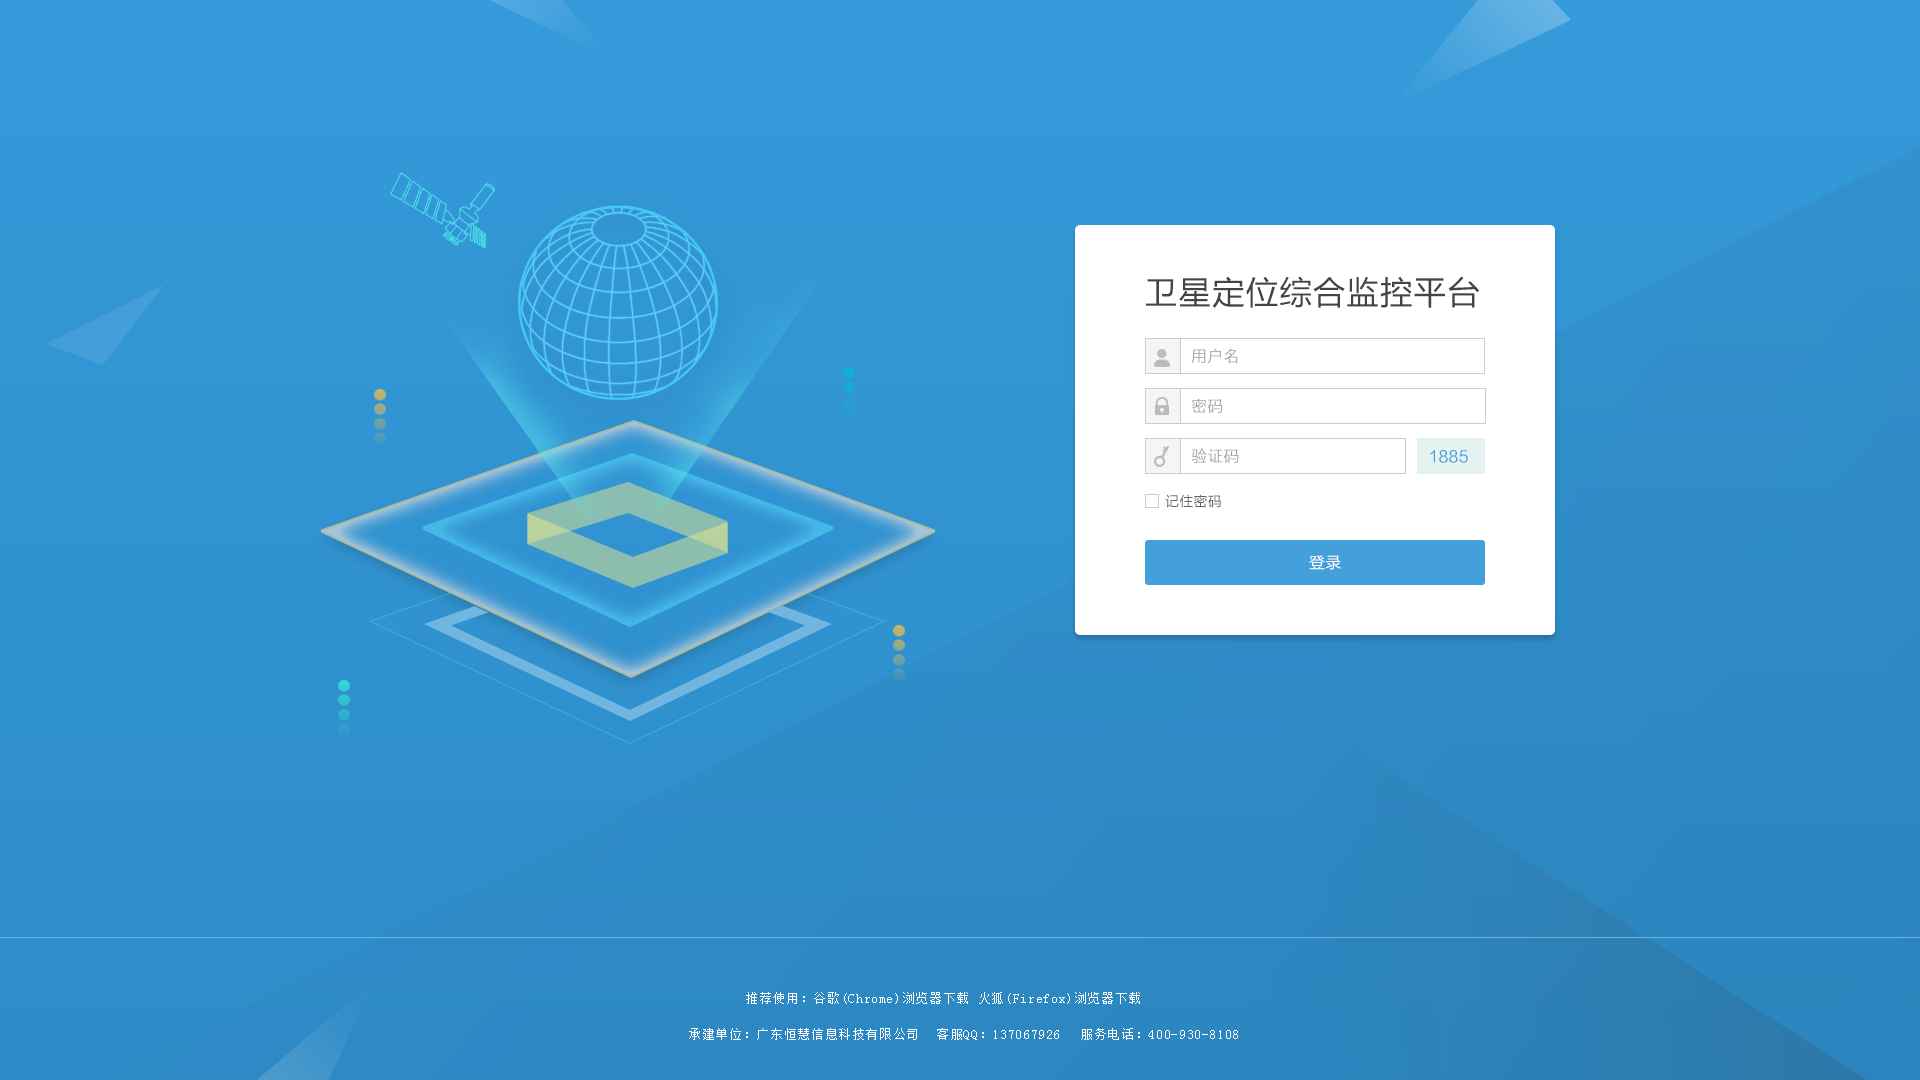 卫星定位综合监控平台
用户名
密码
验证码 1885
记住密码
登录
推荐使用：谷歌(Chrome)浏览器下载 火狐(Firefox)浏览器下载
承建单位：广东恒慧信息科技有限公司 客服QQ：137067926 服务电话：400-930-8108